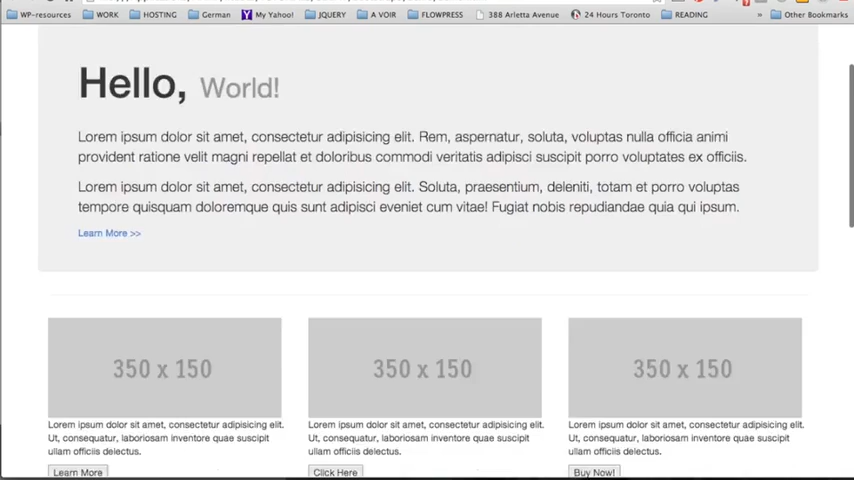 WP-resources WORK HOSTING German My Yahoo! JQUERY A VOIR FLOWPRESS 388 Arletta Avenue 24 Hours Toronto READING » Other Bookmarks
Hello, World!
Lorem ipsum dolor sit amet, consectetur adipisicing elit. Rem, aspernatur, soluta, voluptas nulla officia animi
provident ratione velit magni repellat et doloribus commodi veritatis adipisci suscipit porro voluptates ex officiis.
Lorem ipsum dolor sit amet, consectetur adipisicing elit. Soluta, praesentium, deleniti, totam et porro voluptas
tempore quisquam doloremque quis sunt adipisci eveniet cum vitae! Fugiat nobis repudiandae quia qui ipsum.
Learn More >>
350 x 150
Lorem ipsum dolor sit amet, consectetur adipisicing elit.
Ut, consequatur, laboriosam inventore quae suscipit
ullam officiis delectus.
Learn More
350 x 150
Lorem ipsum dolor sit amet, consectetur adipisicing elit.
Ut, consequatur, laboriosam inventore quae suscipit
ullam officiis delectus.
Click Here
350 x 150
Lorem ipsum dolor sit amet, consectetur adipisicing elit.
Ut, consequatur, laboriosam inventore quae suscipit
ullam officiis delectus.
Buy Now!